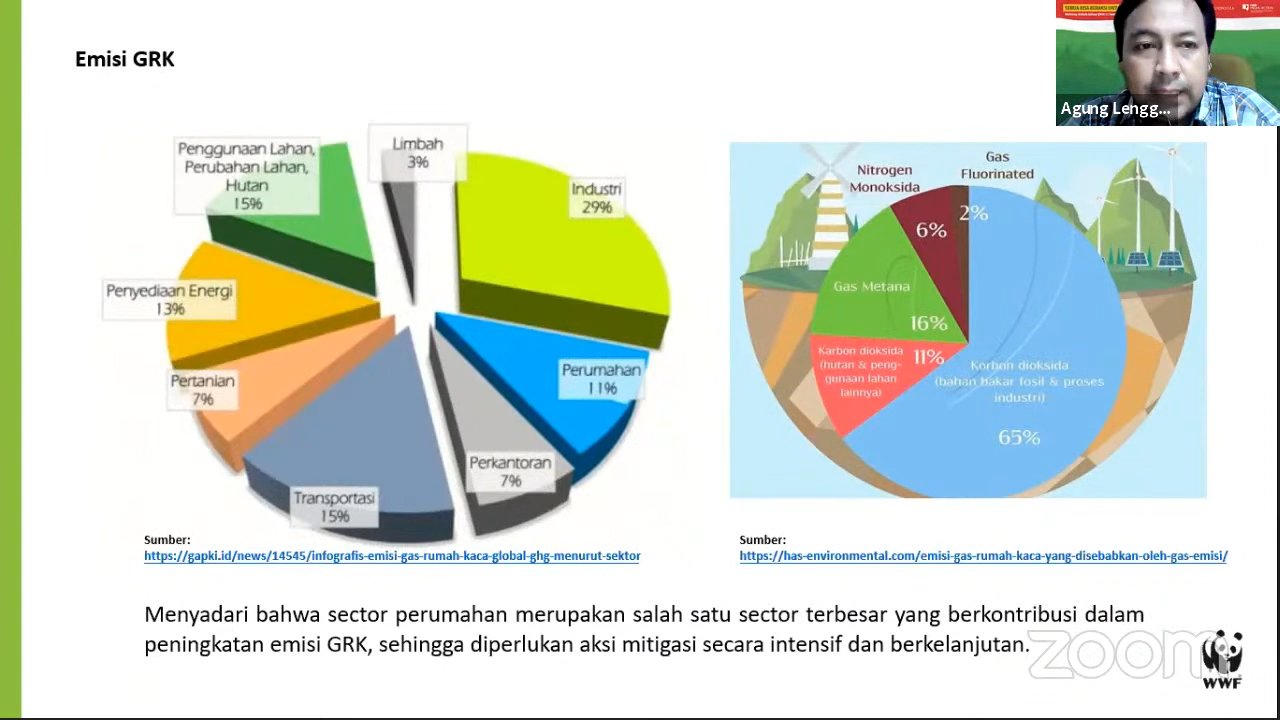 Emisi GRK
Agung Lengg...
Penggunaan Lahan,
Perubahan Lahan,
Hutan
15%
Limbah
3%
Industri
29%
Penyediaan Energi
13%
Perumahan
11%
Pertanian
7%
Perkantoran
7%
Transportasi
15%
Nitrogen
Monoksida
6%
Gas
Fluorinated
2%
Gas Metana
16%
Karbon dioksida
(hutan & peng-
gunaan lahan
lainnya)
11%
Korbon dioksida
(bahan bakar fosil & proses
industri)
65%
Sumber:
https://gapki.id/news/14545/infografis-emisi-gas-rumah-kaca-global-ghg-menurut-sektor
Sumber:
https://has-environmental.com/emisi-gas-rumah-kaca-yang-disebabkan-oleh-gas-emisi/
Menyadari bahwa sector perumahan merupakan salah satu sector terbesar yang berkontribusi dalam
peningkatan emisi GRK, sehingga diperlukan aksi mitigasi secara intensif dan berkelanjutan.
zoom
WWF